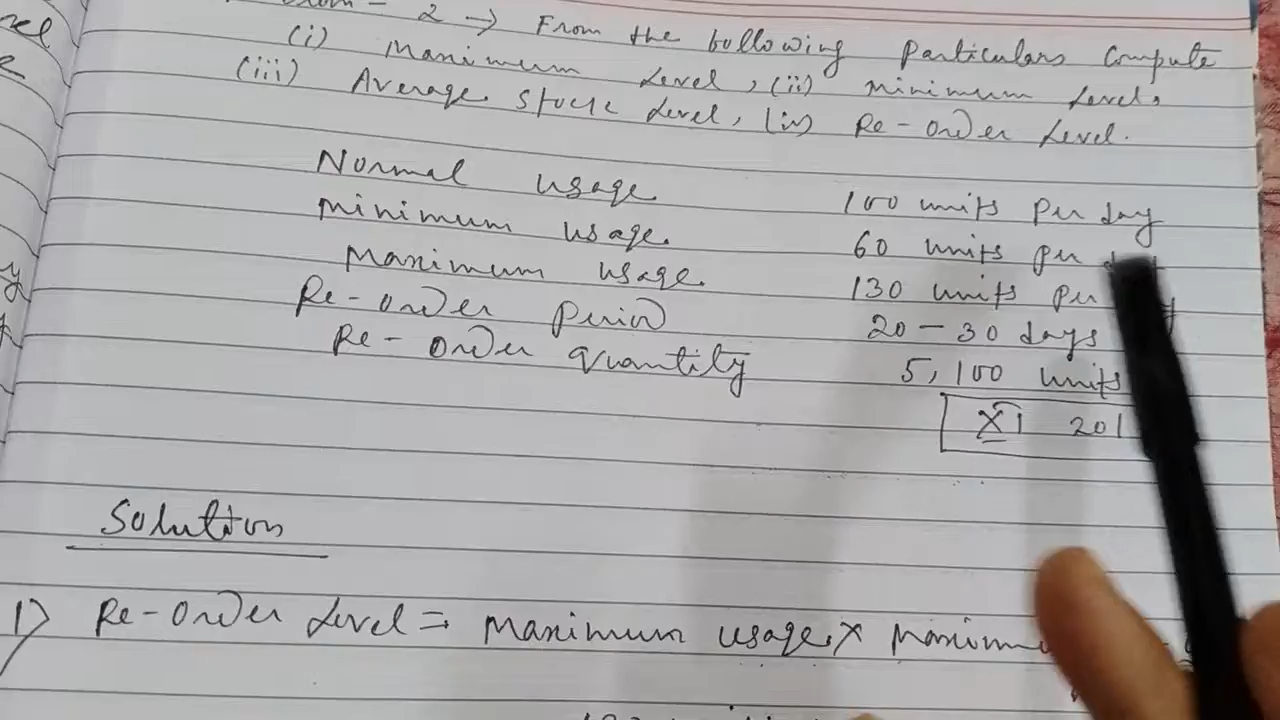 2 → From the following Particulars Compute
(i) Maximum Level, (ii) Minimum Level,
(iii) Average Stock Level, (iv) Re-Order Level.
Normal usage 100 units Per day
Minimum usage 60 units per
Maximum usage 130 units per
Re-order period 20 - 30 days
Re-order quantity 5,100 units
XI 201
Solution
1) Re-Order Level = Maximum usage x Maximu